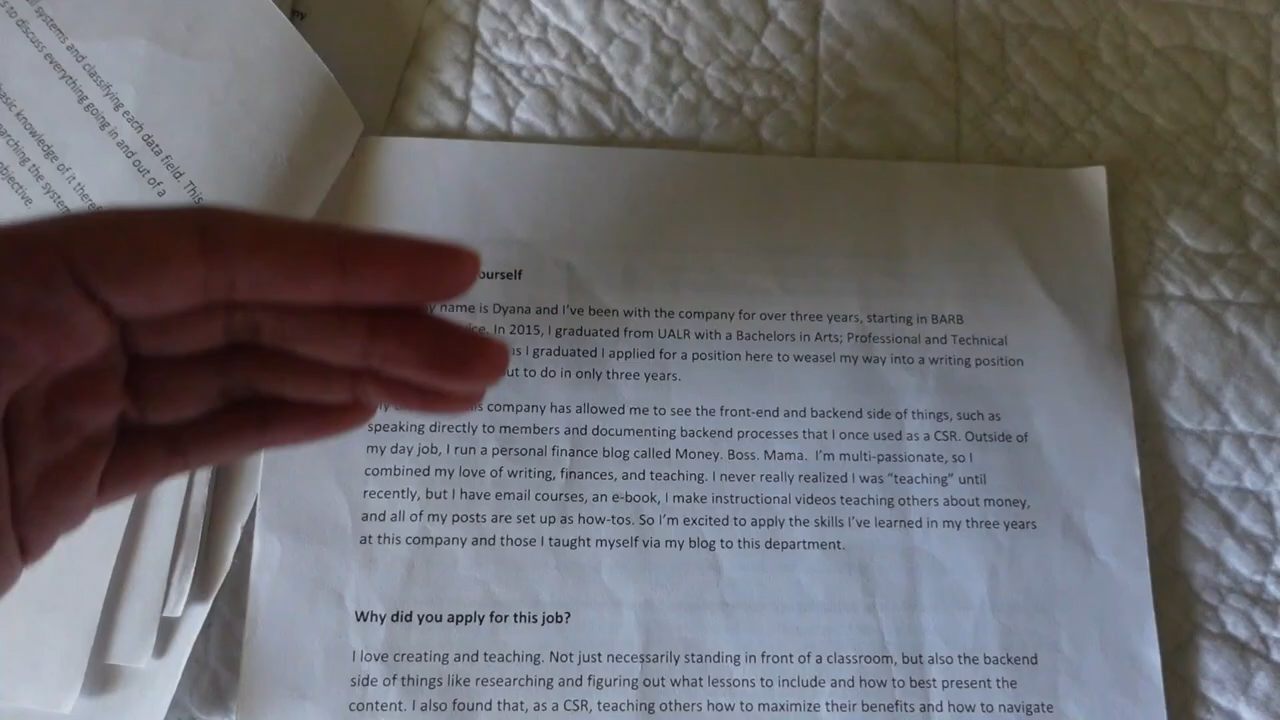 systems and classifying each data field. This
to discuss everything going in and out of a
basic knowledge of it
the system
objective.
ourself
name is Dyana and I've been with the company for over three years, starting in BARB
In 2015, I graduated from UALR with a Bachelors in Arts; Professional and Technical
as I graduated I applied for a position here to weasel my way into a writing position
to do in only three years.
company has allowed me to see the front-end and backend side of things, such as
speaking directly to members and documenting backend processes that I once used as a CSR. Outside of
my day job, I run a personal finance blog called Money. Boss. Mama. I'm multi-passionate, so I
combined my love of writing, finances, and teaching. I never really realized I was “teaching” until
recently, but I have email courses, an e-book, I make instructional videos teaching others about money,
and all of my posts are set up as how-tos. So I'm excited to apply the skills I've learned in my three years
at this company and those I taught myself via my blog to this department.
Why did you apply for this job?
I love creating and teaching. Not just necessarily standing in front of a classroom, but also the backend
side of things like researching and figuring out what lessons to include and how to best present the
content. I also found that, as a CSR, teaching others how to maximize their benefits and how to navigate